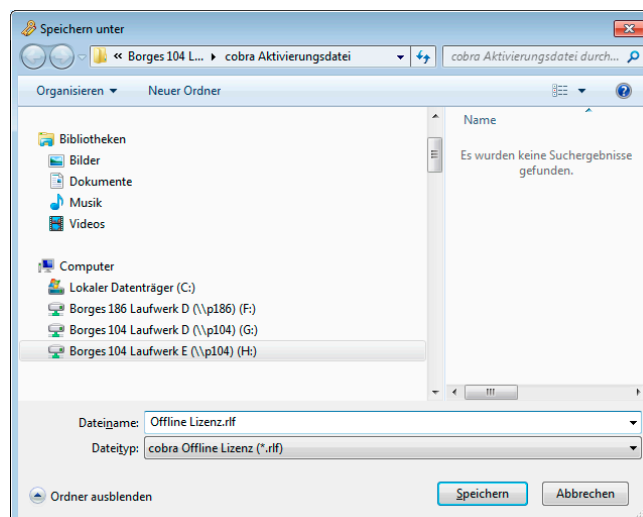 Speichern unter
« Borges 104 L... ▸ cobra Aktivierungsdatei
cobra Aktivierungsdatei durch...
Organisieren ▾ Neuer Ordner
Name
Es wurden keine Suchergebnisse
gefunden.
Bibliotheken
Bilder
Dokumente
Musik
Videos
Computer
Lokaler Datenträger (C:)
Borges 186 Laufwerk D (\\p186) (F:)
Borges 104 Laufwerk D (\\p104) (G:)
Borges 104 Laufwerk E (\\p104) (H:)
Dateiname: Offline Lizenz.rlf
Dateityp: cobra Offline Lizenz (*.rlf)
Ordner ausblenden
Speichern Abbrechen